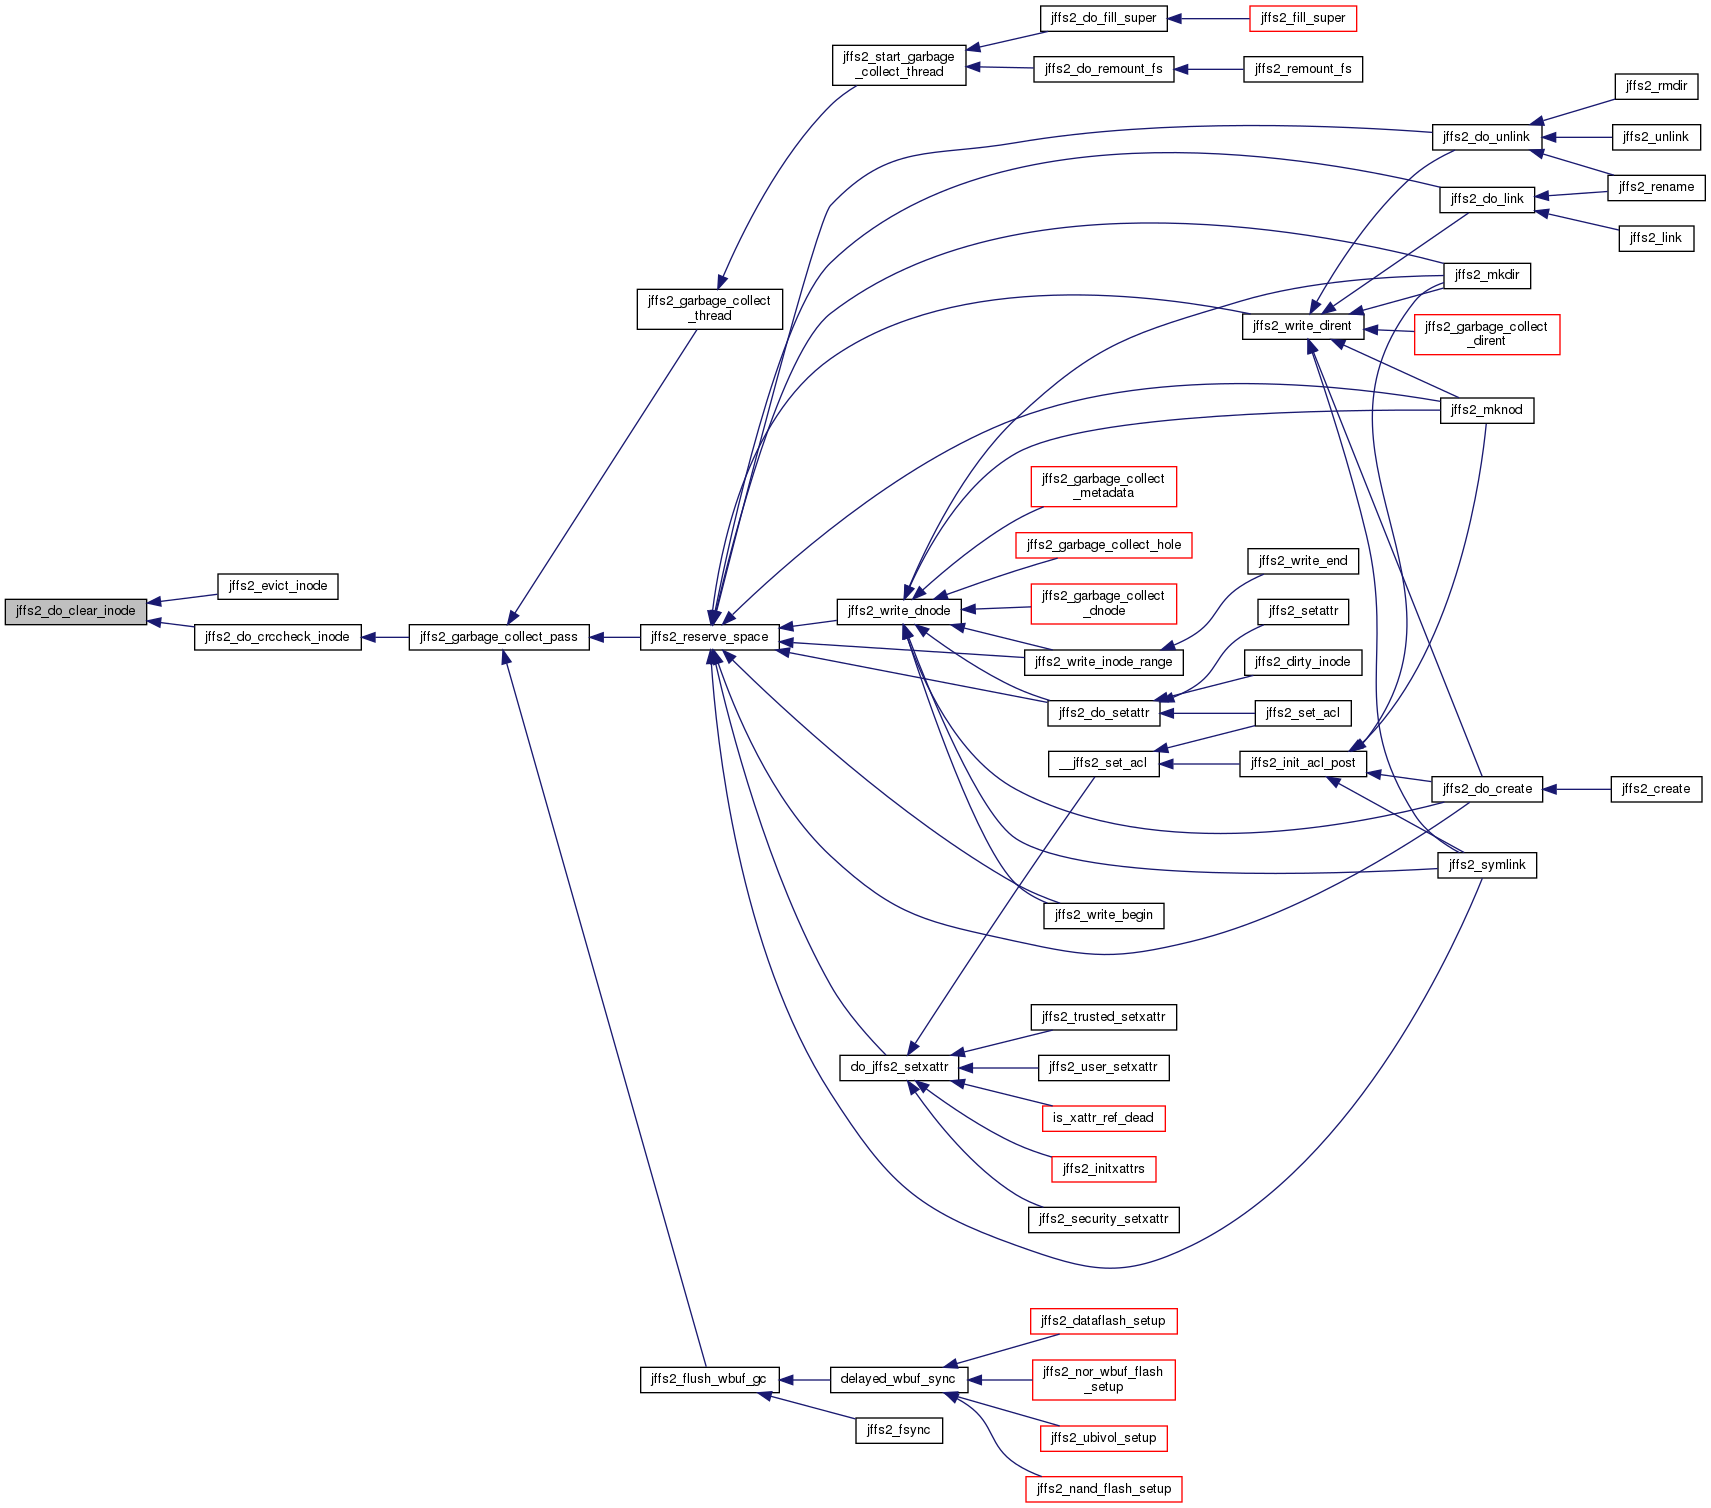 jffs2_do_fill_super
jffs2_fill_super
jffs2_start_garbage
_collect_thread
jffs2_do_remount_fs
jffs2_remount_fs
jffs2_rmdir
jffs2_do_unlink
jffs2_unlink
jffs2_rename
jffs2_do_link
jffs2_link
jffs2_mkdir
jffs2_garbage_collect
_thread
jffs2_write_dirent
jffs2_garbage_collect
_dirent
jffs2_mknod
jffs2_garbage_collect
_metadata
jffs2_garbage_collect_hole
jffs2_write_end
jffs2_evict_inode
jffs2_do_clear_inode
jffs2_do_crccheck_inode
jffs2_garbage_collect_pass
jffs2_reserve_space
jffs2_write_dnode
jffs2_garbage_collect
_dnode
jffs2_setattr
jffs2_write_inode_range
jffs2_dirty_inode
jffs2_do_setattr
jffs2_set_acl
__jffs2_set_acl
jffs2_init_acl_post
jffs2_do_create
jffs2_create
jffs2_symlink
jffs2_write_begin
jffs2_trusted_setxattr
do_jffs2_setxattr
jffs2_user_setxattr
is_xattr_ref_dead
jffs2_initxattrs
jffs2_security_setxattr
jffs2_dataflash_setup
jffs2_flush_wbuf_gc
delayed_wbuf_sync
jffs2_nor_wbuf_flash
_setup
jffs2_fsync
jffs2_ubivol_setup
jffs2_nand_flash_setup